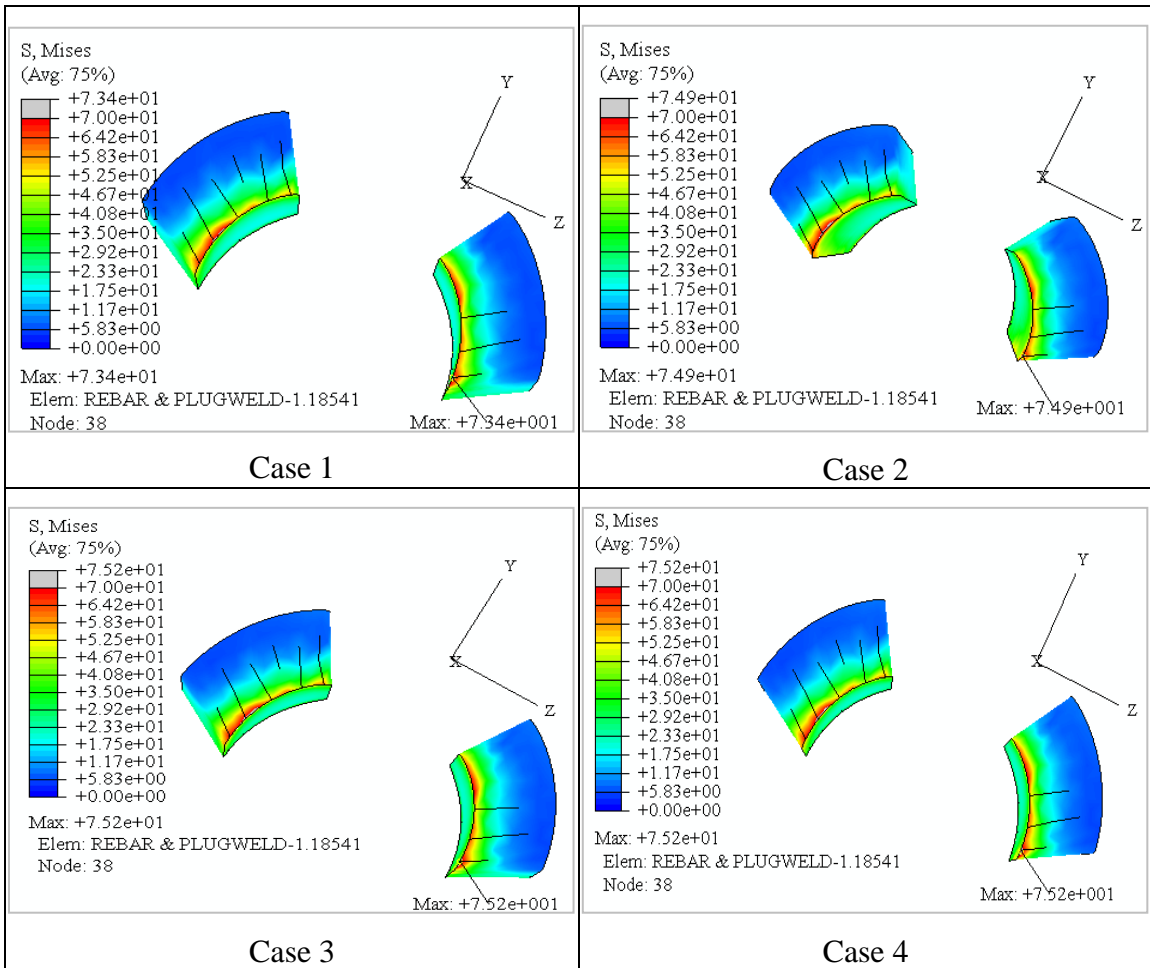 S, Mises
(Avg: 75%)
+7.34e+01
+7.00e+01
+6.42e+01
+5.83e+01
+5.25e+01
+4.67e+01
+4.08e+01
+3.50e+01
+2.92e+01
+2.33e+01
+1.75e+01
+1.17e+01
+5.83e+00
+0.00e+00
Max: +7.34e+01
Elem: REBAR & PLUGWELD-1.18541
Node: 38
Y
X
Z
Max: +7.34e+001
Case 1
S, Mises
(Avg: 75%)
+7.49e+01
+7.00e+01
+6.42e+01
+5.83e+01
+5.25e+01
+4.67e+01
+4.08e+01
+3.50e+01
+2.92e+01
+2.33e+01
+1.75e+01
+1.17e+01
+5.83e+00
+0.00e+00
Max: +7.49e+01
Elem: REBAR & PLUGWELD-1.18541
Node: 38
Y
X
Z
Max: +7.49e+001
Case 2
S, Mises
(Avg: 75%)
+7.52e+01
+7.00e+01
+6.42e+01
+5.83e+01
+5.25e+01
+4.67e+01
+4.08e+01
+3.50e+01
+2.92e+01
+2.33e+01
+1.75e+01
+1.17e+01
+5.83e+00
+0.00e+00
Max: +7.52e+01
Elem: REBAR & PLUGWELD-1.18541
Node: 38
Y
X
Z
Max: +7.52e+001
Case 3
S, Mises
(Avg: 75%)
+7.52e+01
+7.00e+01
+6.42e+01
+5.83e+01
+5.25e+01
+4.67e+01
+4.08e+01
+3.50e+01
+2.92e+01
+2.33e+01
+1.75e+01
+1.17e+01
+5.83e+00
+0.00e+00
Max: +7.52e+01
Elem: REBAR & PLUGWELD-1.18541
Node: 38
Y
X
Z
Max: +7.52e+001
Case 4